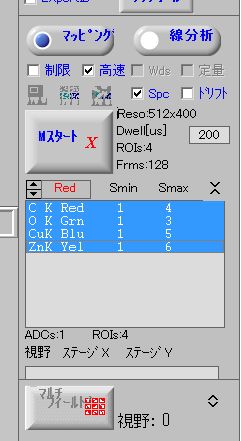 マッピング 線分析
制限 高速 Wds 定量
Spc ドリフト
Mスタート X
Reso:512x400
Dwell[us] 200
ROIs:4
Frms:128
Red Smin Smax X
C K Red 1 4
O K Grn 1 3
CuK Blu 1 5
ZnK Yel 1 6
ADCs:1 ROIs:4
視野 ステージX ステージY
マルチ
フィールド
視野: 0